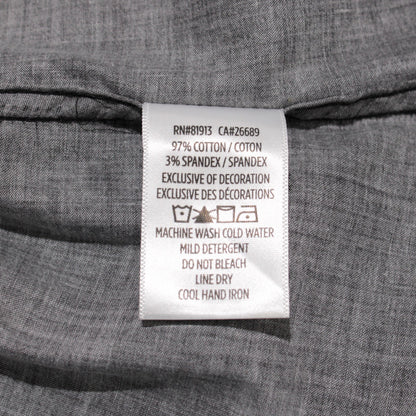 RN#81913 CA#26689
97% COTTON / COTON
3% SPANDEX / SPANDEX
EXCLUSIVE OF DECORATION
EXCLUSIVE DES DÉCORATIONS
MACHINE WASH COLD WATER
MILD DETERGENT
DO NOT BLEACH
LINE DRY
COOL HAND IRON